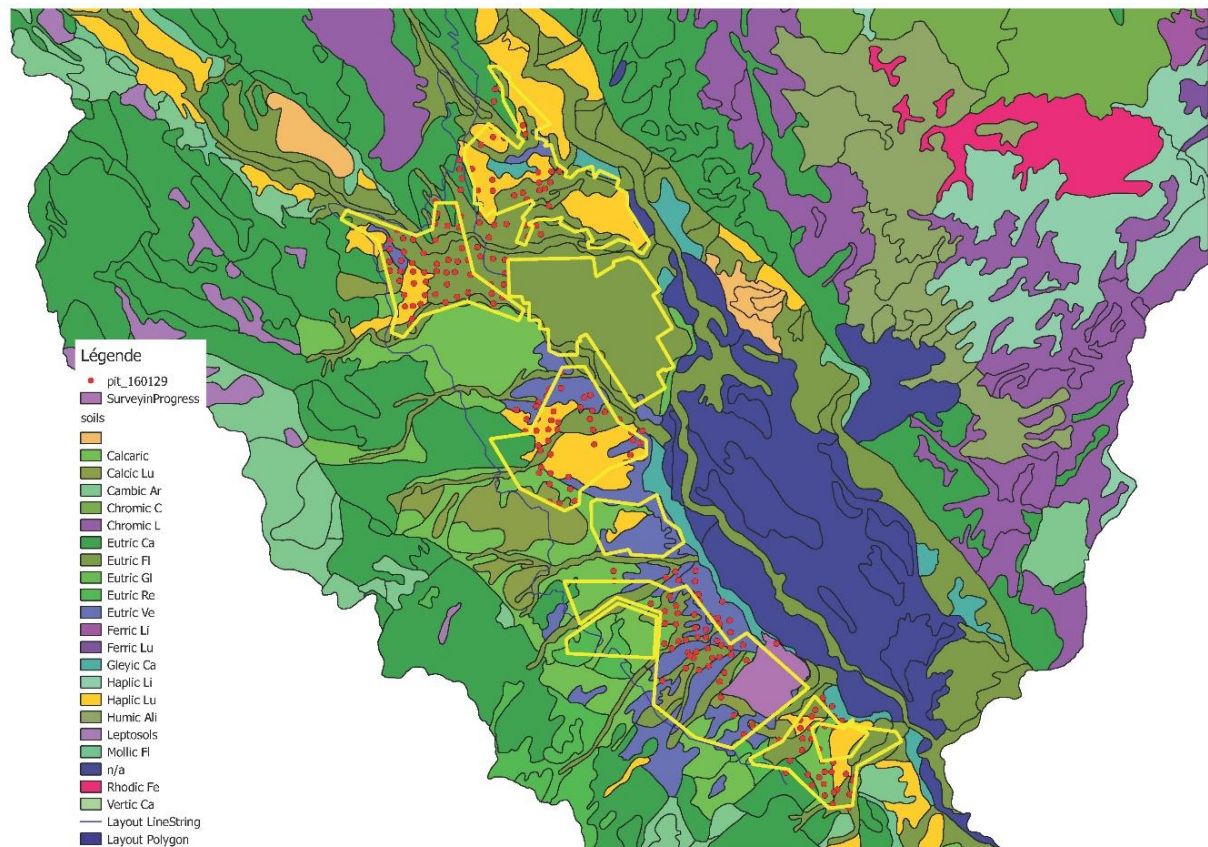 Légende
pit_160129
SurveyinProgress
soils
Calcaric
Calcic Lu
Cambic Ar
Chromic C
Chromic L
Eutric Ca
Eutric Fl
Eutric Gl
Eutric Re
Eutric Ve
Ferric Li
Ferric Lu
Gleyic Ca
Haplic Li
Haplic Lu
Humic Ali
Leptosols
Mollic Fl
n/a
Rhodic Fe
Vertic Ca
Layout LineString
Layout Polygon